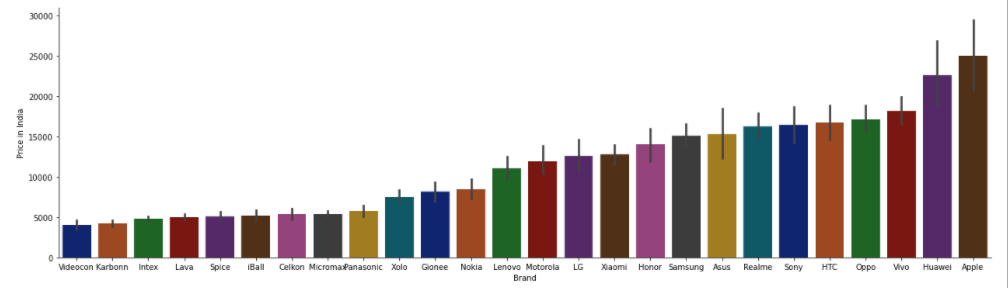 30000
25000
20000
15000
10000
5000
0
Price in India
Videocon Karbonn Intex Lava Spice iBall Celkon Micromax Panasonic Xolo Gionee Nokia Lenovo Motorola LG Xiaomi Honor Samsung Asus Realme Sony HTC Oppo Vivo Huawei Apple
Brand